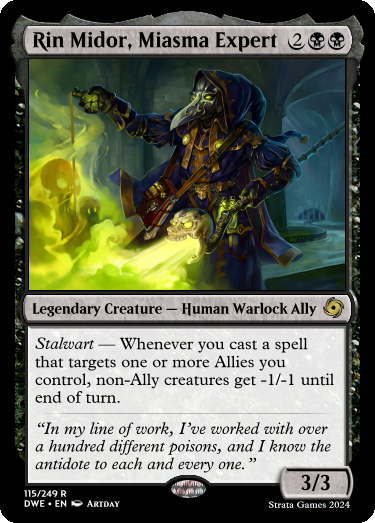 Rin Midor, Miasma Expert 2
Legendary Creature — Human Warlock Ally
Stalwart — Whenever you cast a spell
that targets one or more Allies you
control, non-Ally creatures get -1/-1 until
end of turn.
“In my line of work, I’ve worked with over
a hundred different poisons, and I know the
antidote to each and every one.”
3/3
115/249 R
DWE • EN Artday
Strata Games 2024